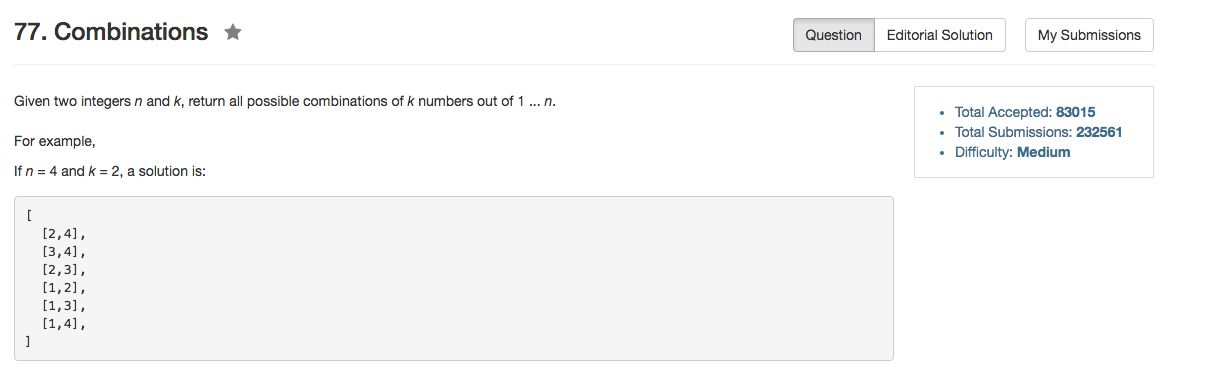 77. Combinations
Question
Editorial Solution
My Submissions
Given two integers n and k, return all possible combinations of k numbers out of 1 ... n.
For example,
If n = 4 and k = 2, a solution is:
[
[2,4],
[3,4],
[2,3],
[1,2],
[1,3],
[1,4],
]
Total Accepted: 83015
Total Submissions: 232561
Difficulty: Medium